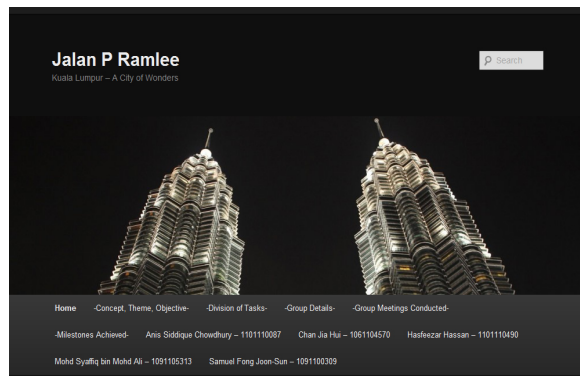 Jalan P Ramlee
Kuala Lumpur – A City of Wonders
Search
Home -Concept, Theme, Objective- -Division of Tasks- -Group Details- -Group Meetings Conducted-
-Milestones Achieved- Anis Siddique Chowdhury – 1101110087 Chan Jia Hui – 1061104570 Hasfeezar Hassan – 1101110490
Mohd Syaffiq bin Mohd Ali – 1091105313 Samuel Fong Joon-Sun – 1091100309